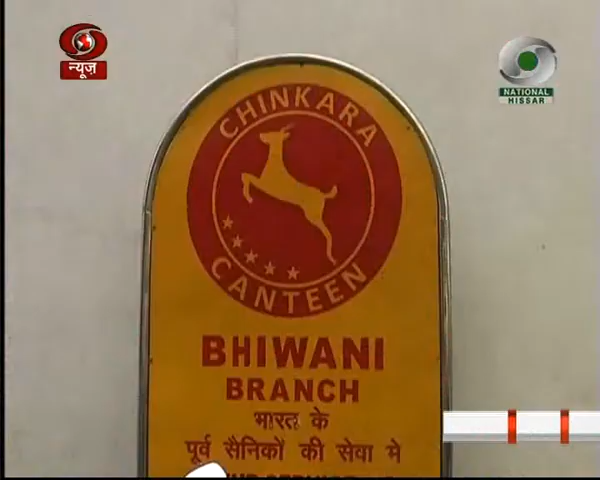 न्यूज़
NATIONAL
HISSAR
CHINKARA
CANTEEN
BHIWANI
BRANCH
भारत के
पूर्व सैनिकों की सेवा मे